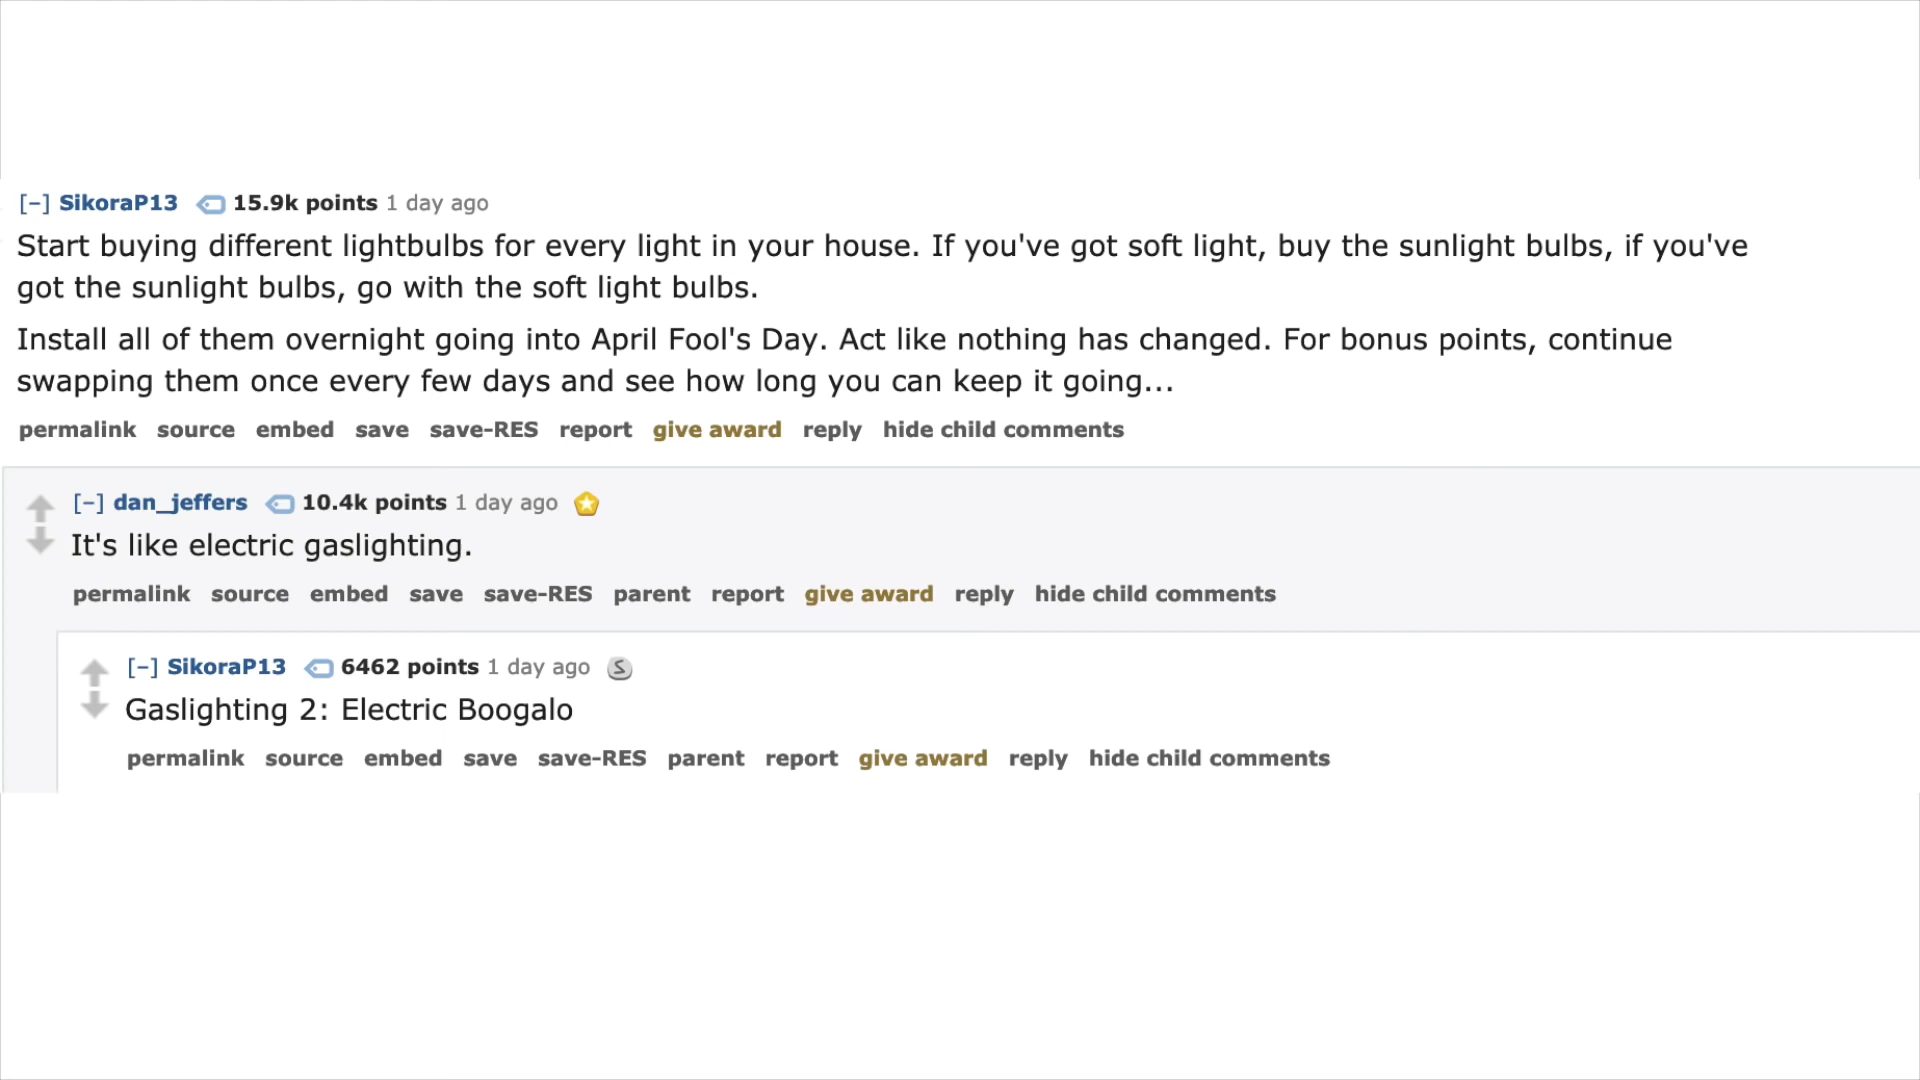 [–] SikoraP13 15.9k points 1 day ago
Start buying different lightbulbs for every light in your house. If you've got soft light, buy the sunlight bulbs, if you've
got the sunlight bulbs, go with the soft light bulbs.
Install all of them overnight going into April Fool's Day. Act like nothing has changed. For bonus points, continue
swapping them once every few days and see how long you can keep it going...
permalink source embed save save-RES report give award reply hide child comments
[–] dan_jeffers 10.4k points 1 day ago
It's like electric gaslighting.
permalink source embed save save-RES parent report give award reply hide child comments
[–] SikoraP13 6462 points 1 day ago S
Gaslighting 2: Electric Boogalo
permalink source embed save save-RES parent report give award reply hide child comments